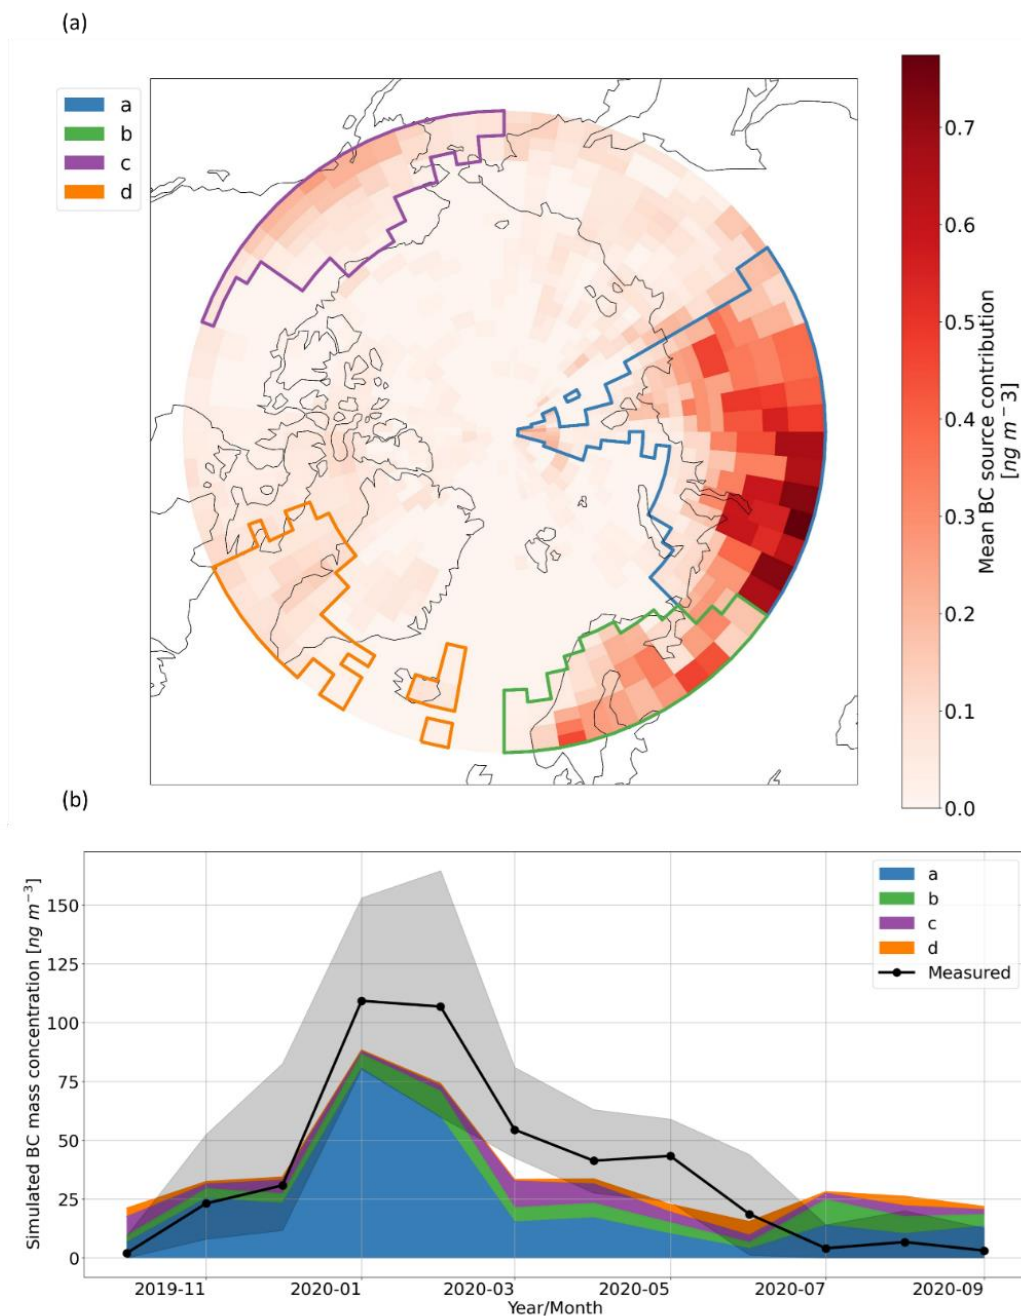 (a)
a
b
c
d
0.7
0.6
0.5
0.4
0.3
0.2
0.1
0.0
Mean BC source contribution
[ng m⁻3]
(b)
Simulated BC mass concentration [ng m⁻³]
150
125
100
75
50
25
0
a
b
c
d
Measured
2019-11
2020-01
2020-03
2020-05
2020-07
2020-09
Year/Month